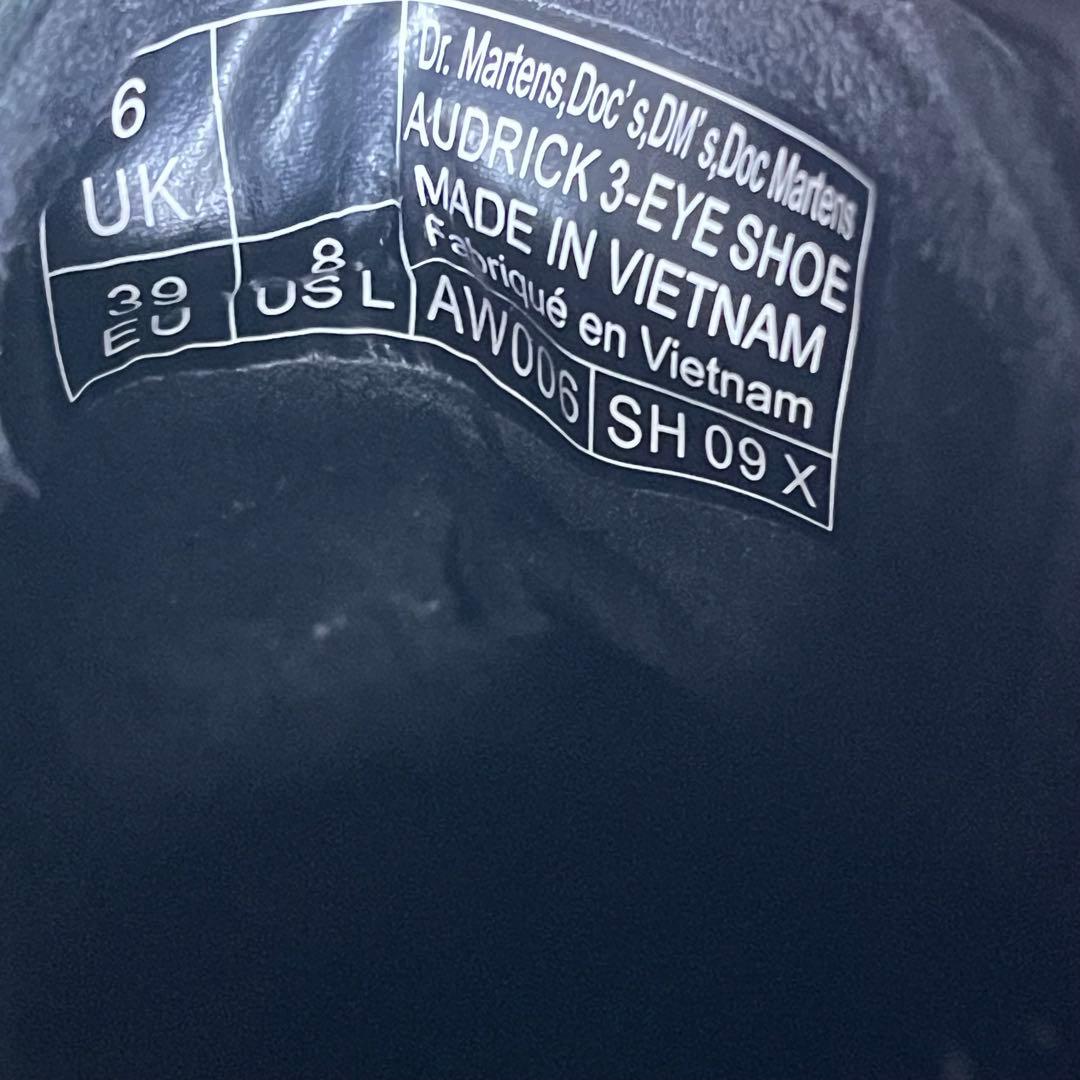 6
UK
39
EU
8
US L
Dr. Martens,Doc's,DM's,Doc Martens
AUDRICK 3-EYE SHOE
MADE IN VIETNAM
Fabriqué en Vietnam
AW006
SH 09 X